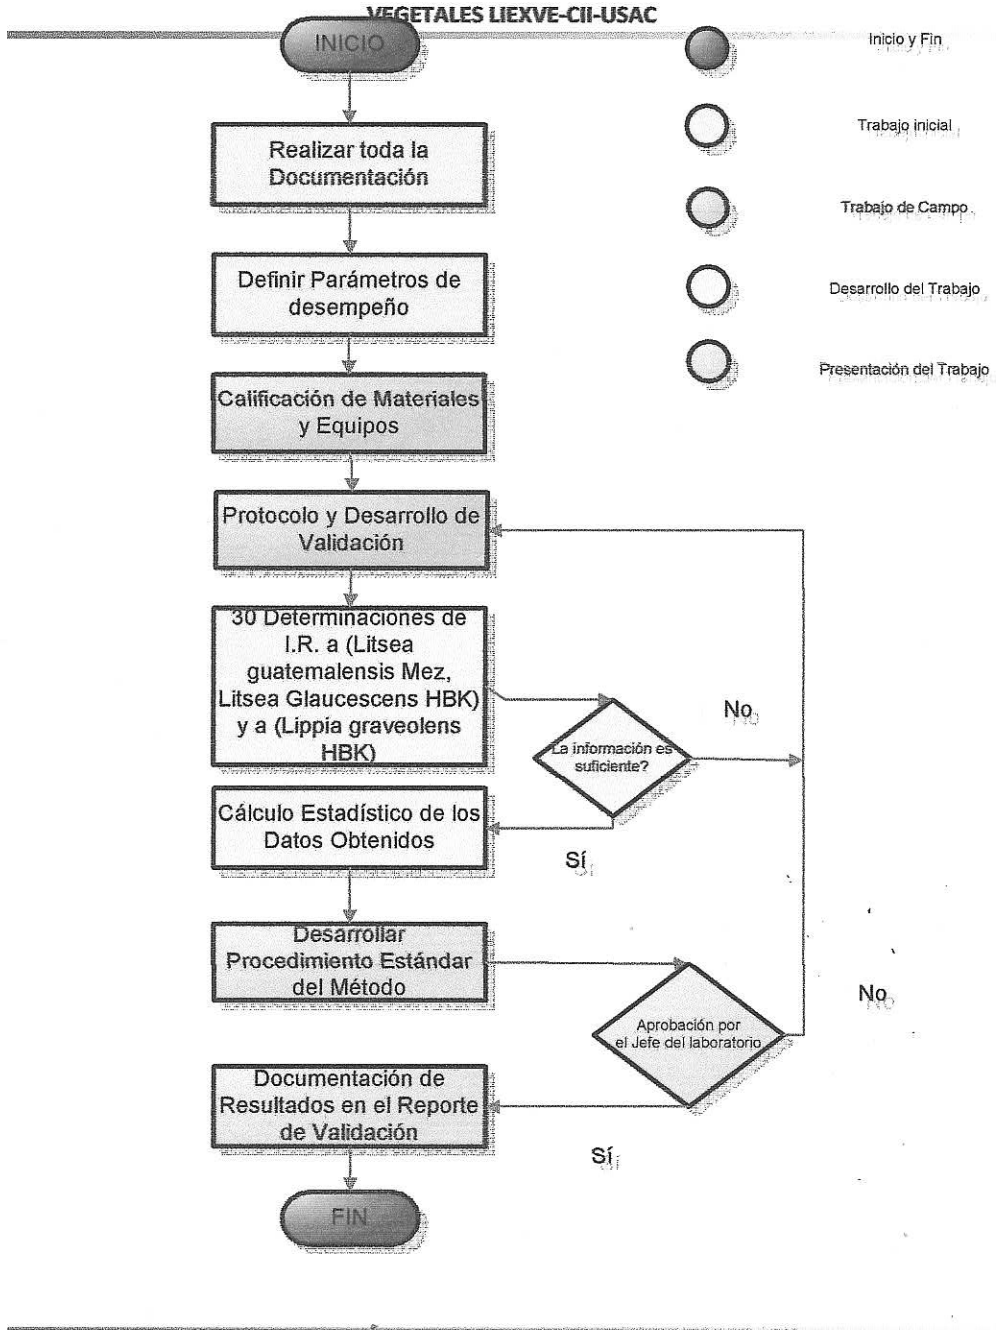 VEGETALES LIEXVE-CII-USAC
INICIO
Realizar toda la
Documentación
Definir Parámetros de
desempeño
Calificación de Materiales
y Equipos
Protocolo y Desarrollo de
Validación
30 Determinaciones de
I.R. a (Litsea
guatemalensis Mez,
Litsea Glaucescens HBK)
y a (Lippia graveolens
HBK)
La información es
suficiente?
No
Sí
Cálculo Estadístico de los
Datos Obtenidos
Desarrollar
Procedimiento Estándar
del Método
Aprobación por
el Jefe del laboratorio
No
Sí
Documentación de
Resultados en el Reporte
de Validación
FIN
Inicio y Fin
Trabajo inicial
Trabajo de Campo
Desarrollo del Trabajo
Presentación del Trabajo